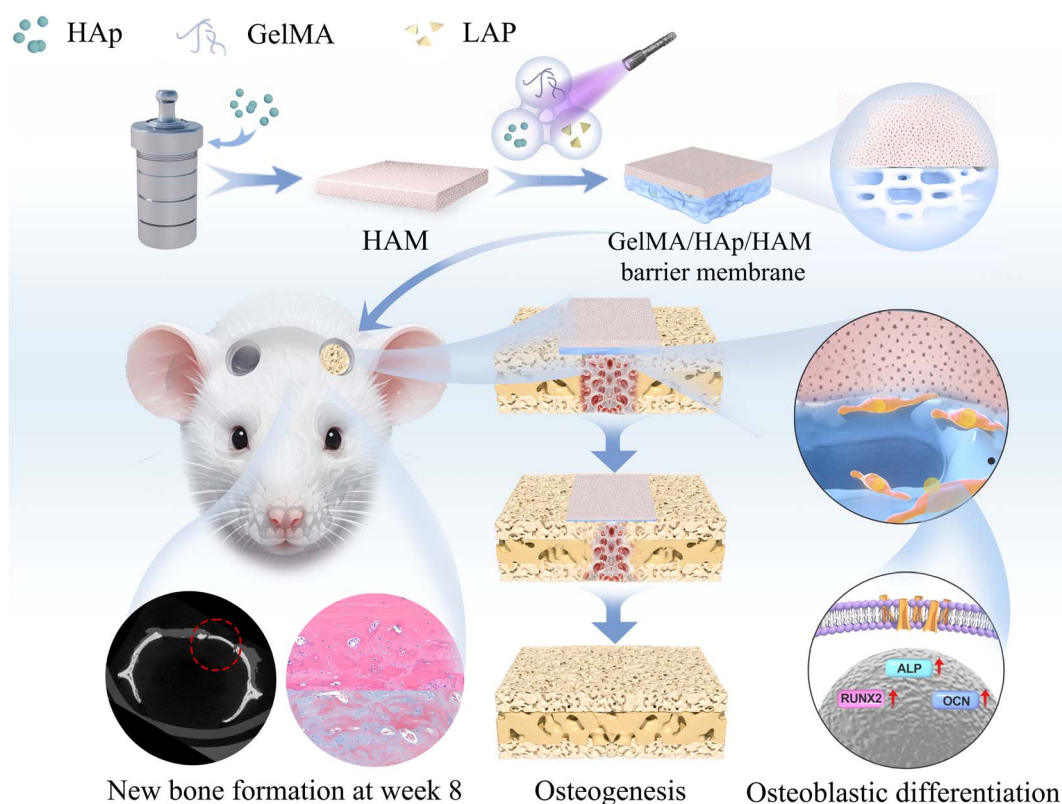 HAp
GelMA
LAP
HAM
GelMA/HAp/HAM
barrier membrane
ALP
RUNX2
OCN
New bone formation at week 8
Osteogenesis
Osteoblastic differentiation